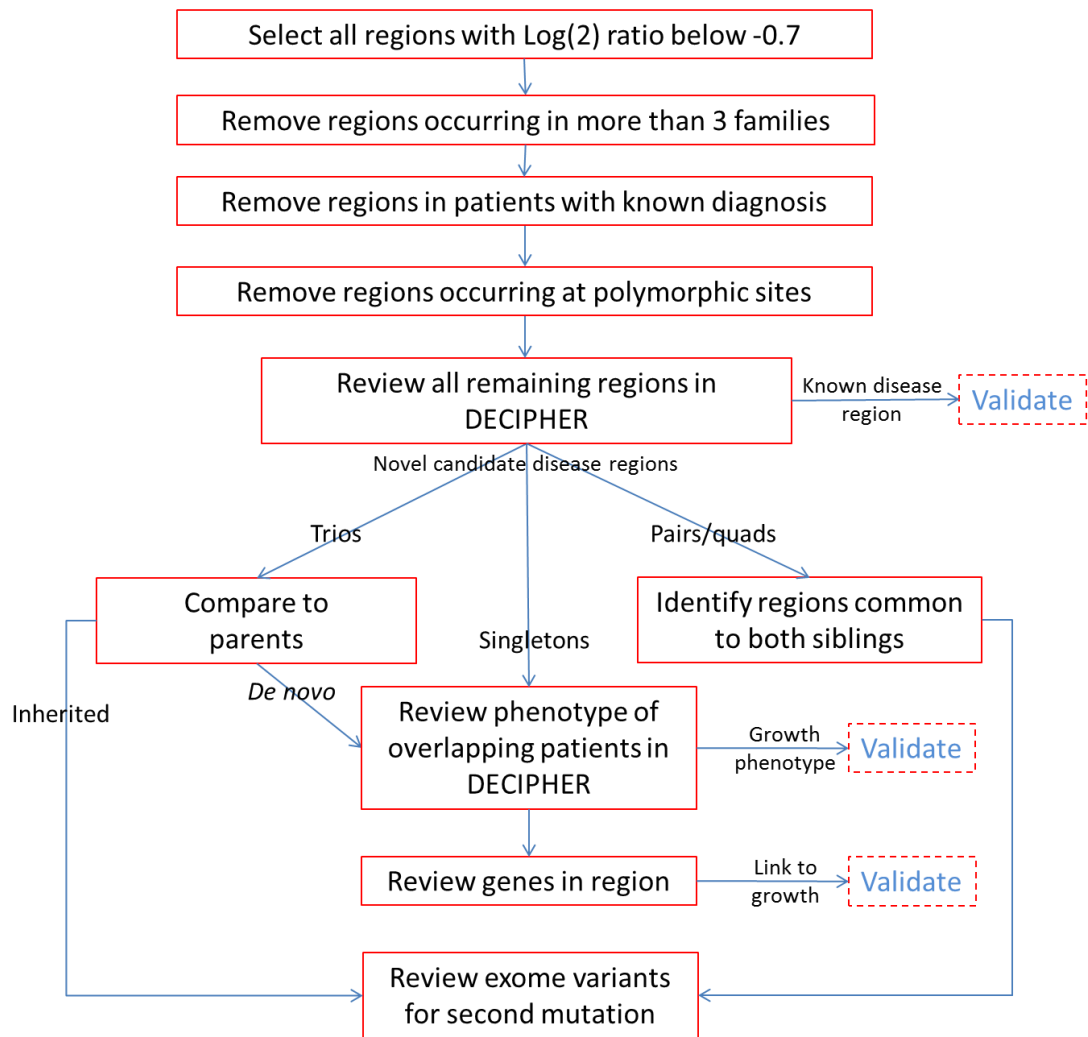 Select all regions with Log(2) ratio below -0.7
Remove regions occurring in more than 3 families
Remove regions in patients with known diagnosis
Remove regions occurring at polymorphic sites
Review all remaining regions in
DECIPHER
Known disease
region
Validate
Novel candidate disease regions
Trios
Pairs/quads
Compare to
parents
Singletons
Identify regions common
to both siblings
De novo
Inherited
Review phenotype of
overlapping patients in
DECIPHER
Growth
phenotype
Validate
Review genes in region
Link to
growth
Validate
Review exome variants
for second mutation